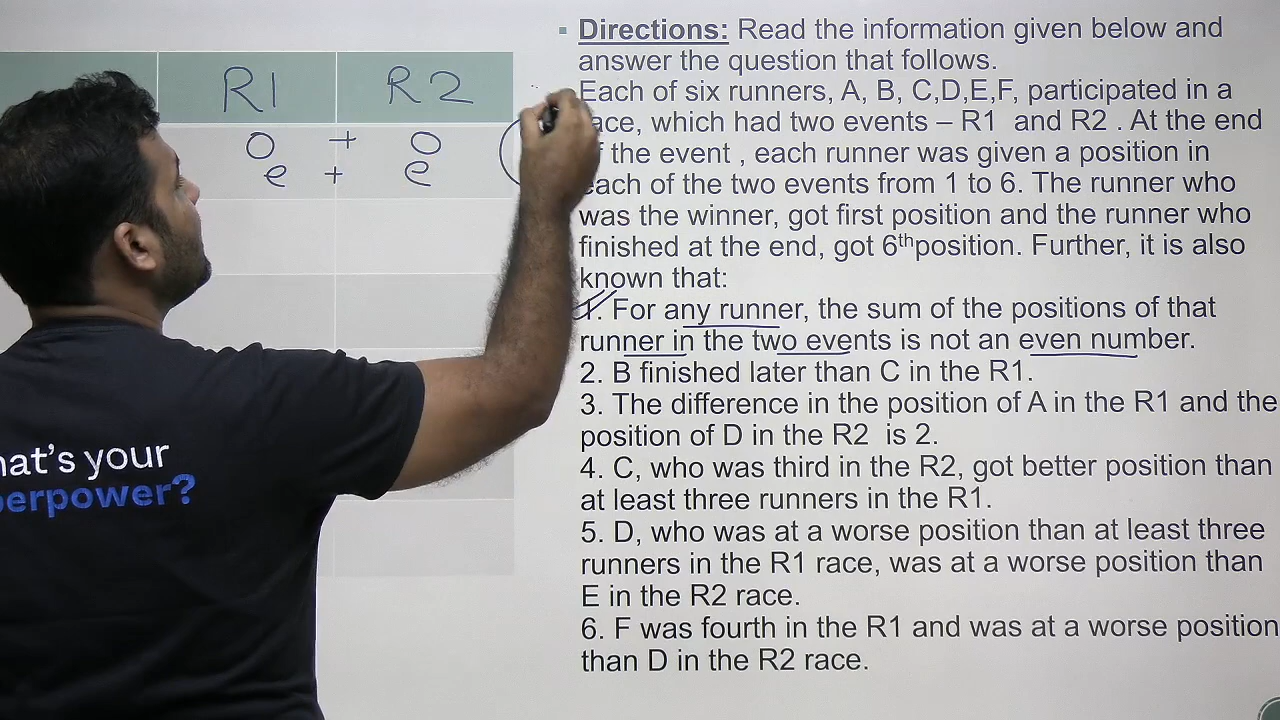 R1 R2
O + O
e + e
Directions: Read the information given below and
answer the question that follows.
Each of six runners, A, B, C,D,E,F, participated in a
ace, which had two events – R1 and R2 . At the end
f the event , each runner was given a position in
each of the two events from 1 to 6. The runner who
was the winner, got first position and the runner who
finished at the end, got 6th position. Further, it is also
known that:
1. For any runner, the sum of the positions of that
runner in the two events is not an even number.
2. B finished later than C in the R1.
3. The difference in the position of A in the R1 and the
position of D in the R2 is 2.
4. C, who was third in the R2, got better position than
at least three runners in the R1.
5. D, who was at a worse position than at least three
runners in the R1 race, was at a worse position than
E in the R2 race.
6. F was fourth in the R1 and was at a worse position
than D in the R2 race.
hat's your
perpower?